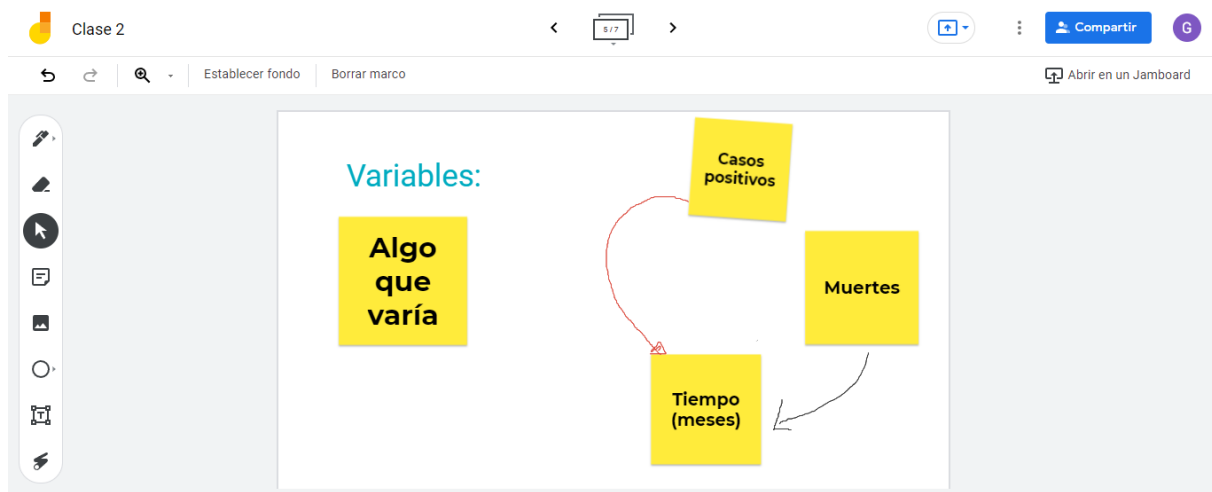 Clase 2
5 / 7
Compartir
G
Establecer fondo
Borrar marco
Abrir en un Jamboard
Variables:
Algo
que
varía
Casos
positivos
Muertes
Tiempo
(meses)